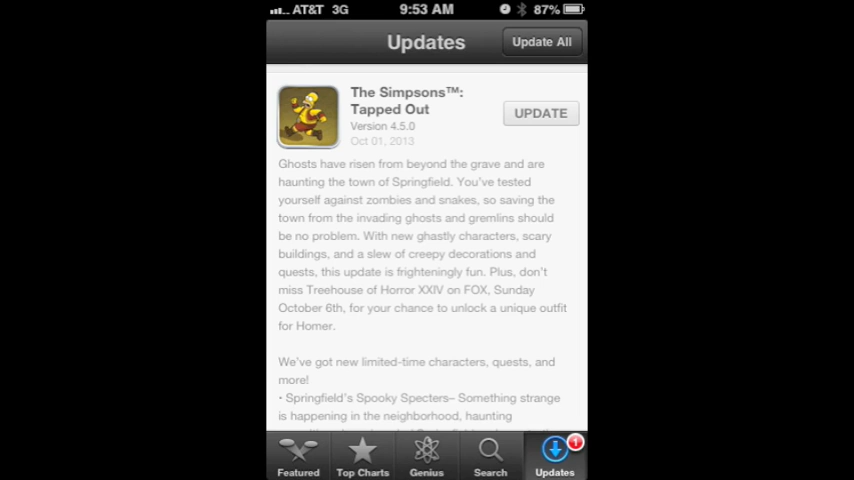 AT&T 3G 9:53 AM 87%
Updates Update All
The Simpsons™:
Tapped Out
UPDATE
Version 4.5.0
Oct 01, 2013
Ghosts have risen from beyond the grave and are
haunting the town of Springfield. You've tested
yourself against zombies and snakes, so saving the
town from the invading ghosts and gremlins should
be no problem. With new ghastly characters, scary
buildings, and a slew of creepy decorations and
quests, this update is frighteningly fun. Plus, don't
miss Treehouse of Horror XXIV on FOX, Sunday
October 6th, for your chance to unlock a unique outfit
for Homer.
We've got new limited-time characters, quests, and
more!
• Springfield's Spooky Specters– Something strange
is happening in the neighborhood, haunting
1
Featured Top Charts Genius Search Updates